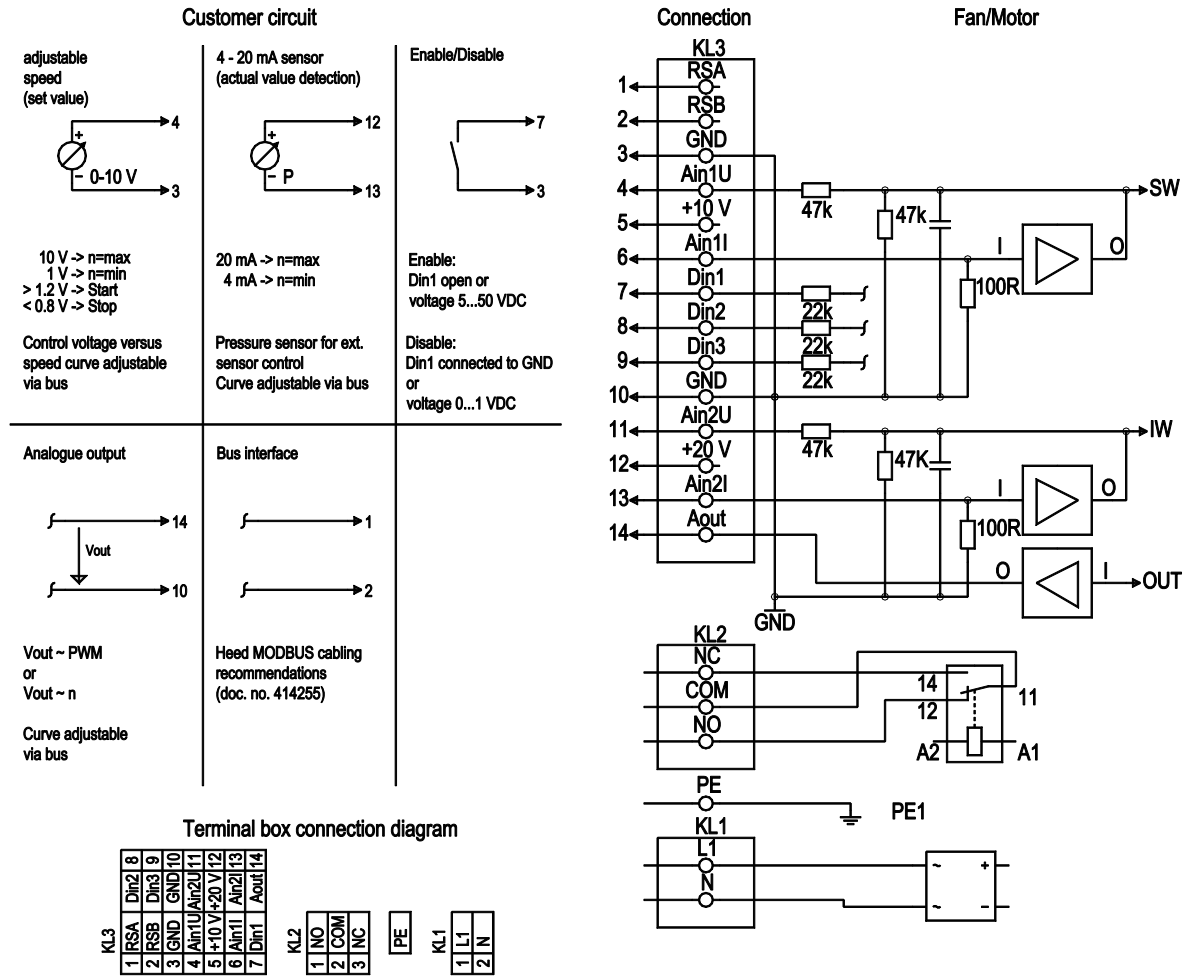 Customer circuit
adjustable
speed
(set value)
+
4
− 0-10 V
3
10 V -> n=max
1 V -> n=min
> 1.2 V -> Start
< 0.8 V -> Stop
Control voltage versus
speed curve adjustable
via bus
4 - 20 mA sensor
(actual value detection)
+
12
− P
13
20 mA -> n=max
4 mA -> n=min
Pressure sensor for ext.
sensor control
Curve adjustable via bus
Enable/Disable
7
3
Enable:
Din1 open or
voltage 5...50 VDC
Disable:
Din1 connected to GND
or
voltage 0...1 VDC
Analogue output
14
Vout
10
Vout ~ PWM
or
Vout ~ n
Curve adjustable
via bus
Bus interface
1
2
Heed MODBUS cabling
recommendations
(doc. no. 414255)
Connection
Fan/Motor
KL3
RSA
1
RSB
2
GND
3
Ain1U
4
47k
47k
SW
+10 V
5
Ain1I
6
I
O
100R
Din1
7
22k
Din2
8
22k
Din3
9
22k
GND
10
Ain2U
11
47k
47K
IW
+20 V
12
Ain2I
13
I
O
100R
Aout
14
O
I
OUT
GND
KL2
NC
14
COM
11
12
NO
A2
A1
PE
PE1
KL1
L1
~ +
N
~ −
Terminal box connection diagram
KL3
1 RSA Din2 8
2 RSB Din3 9
3 GND GND 10
4 Ain1U Ain2U 11
5 +10 V +20 V 12
6 Ain1I Ain2I 13
7 Din1 Aout 14
KL2
1 NO
2 COM
3 NC
PE
KL1
1 L1
2 N